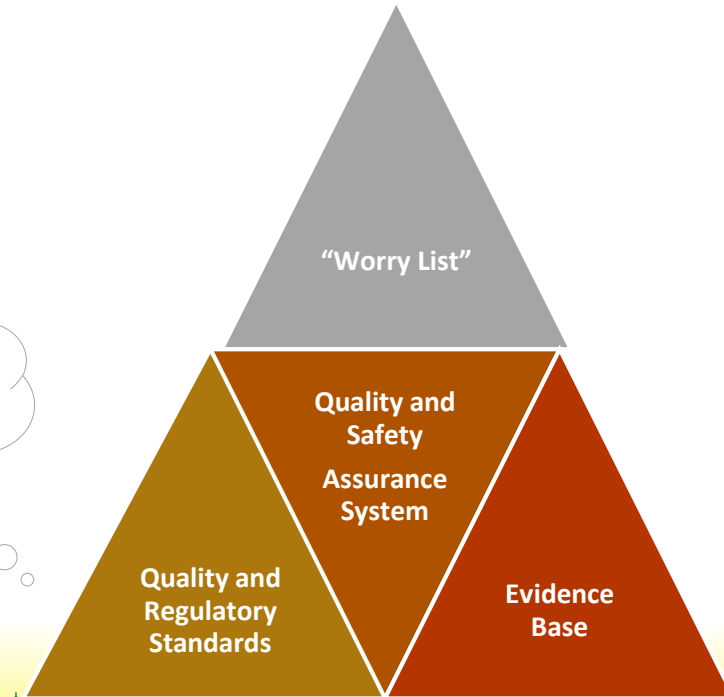 “Worry List”
Quality and
Safety
Assurance
System
Quality and
Regulatory
Standards
Evidence
Base